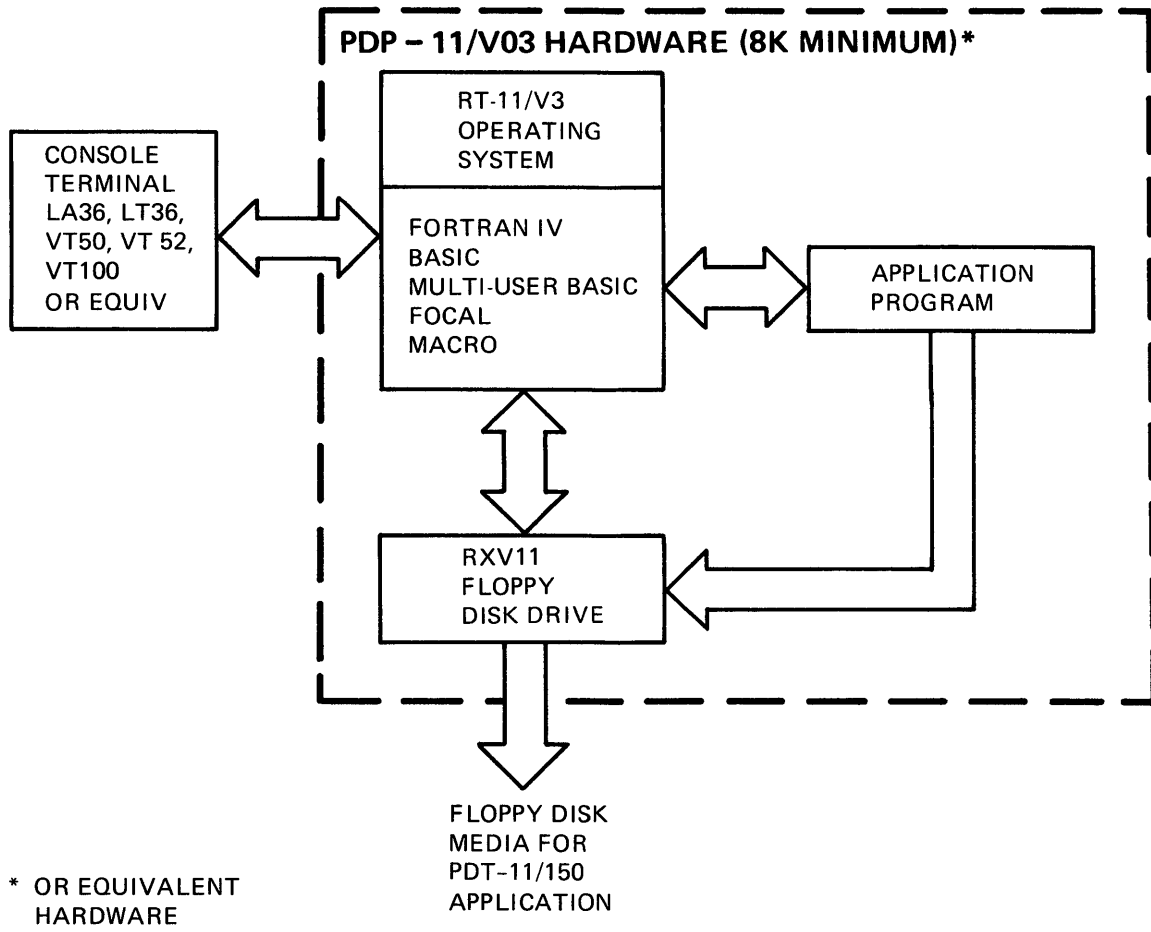 PDP - 11/V03 HARDWARE (8K MINIMUM)*
RT-11/V3
OPERATING
SYSTEM
CONSOLE
TERMINAL
LA36, LT36,
VT50, VT 52,
VT100
OR EQUIV
FORTRAN IV
BASIC
MULTI-USER BASIC
FOCAL
MACRO
APPLICATION
PROGRAM
RXV11
FLOPPY
DISK DRIVE
FLOPPY DISK
MEDIA FOR
PDT-11/150
APPLICATION
* OR EQUIVALENT
HARDWARE